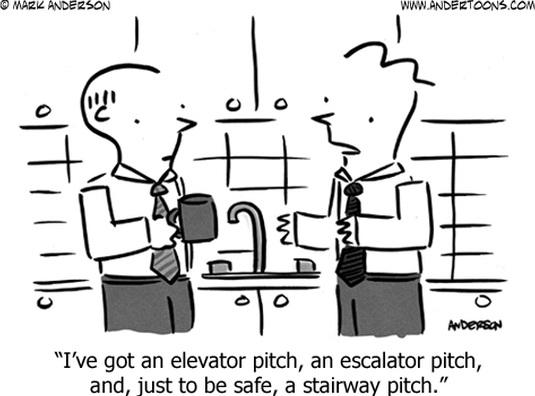 © MARK ANDERSON
WWW.ANDERTOONS.COM
ANDERSON
“I’ve got an elevator pitch, an escalator pitch,
and, just to be safe, a stairway pitch.”